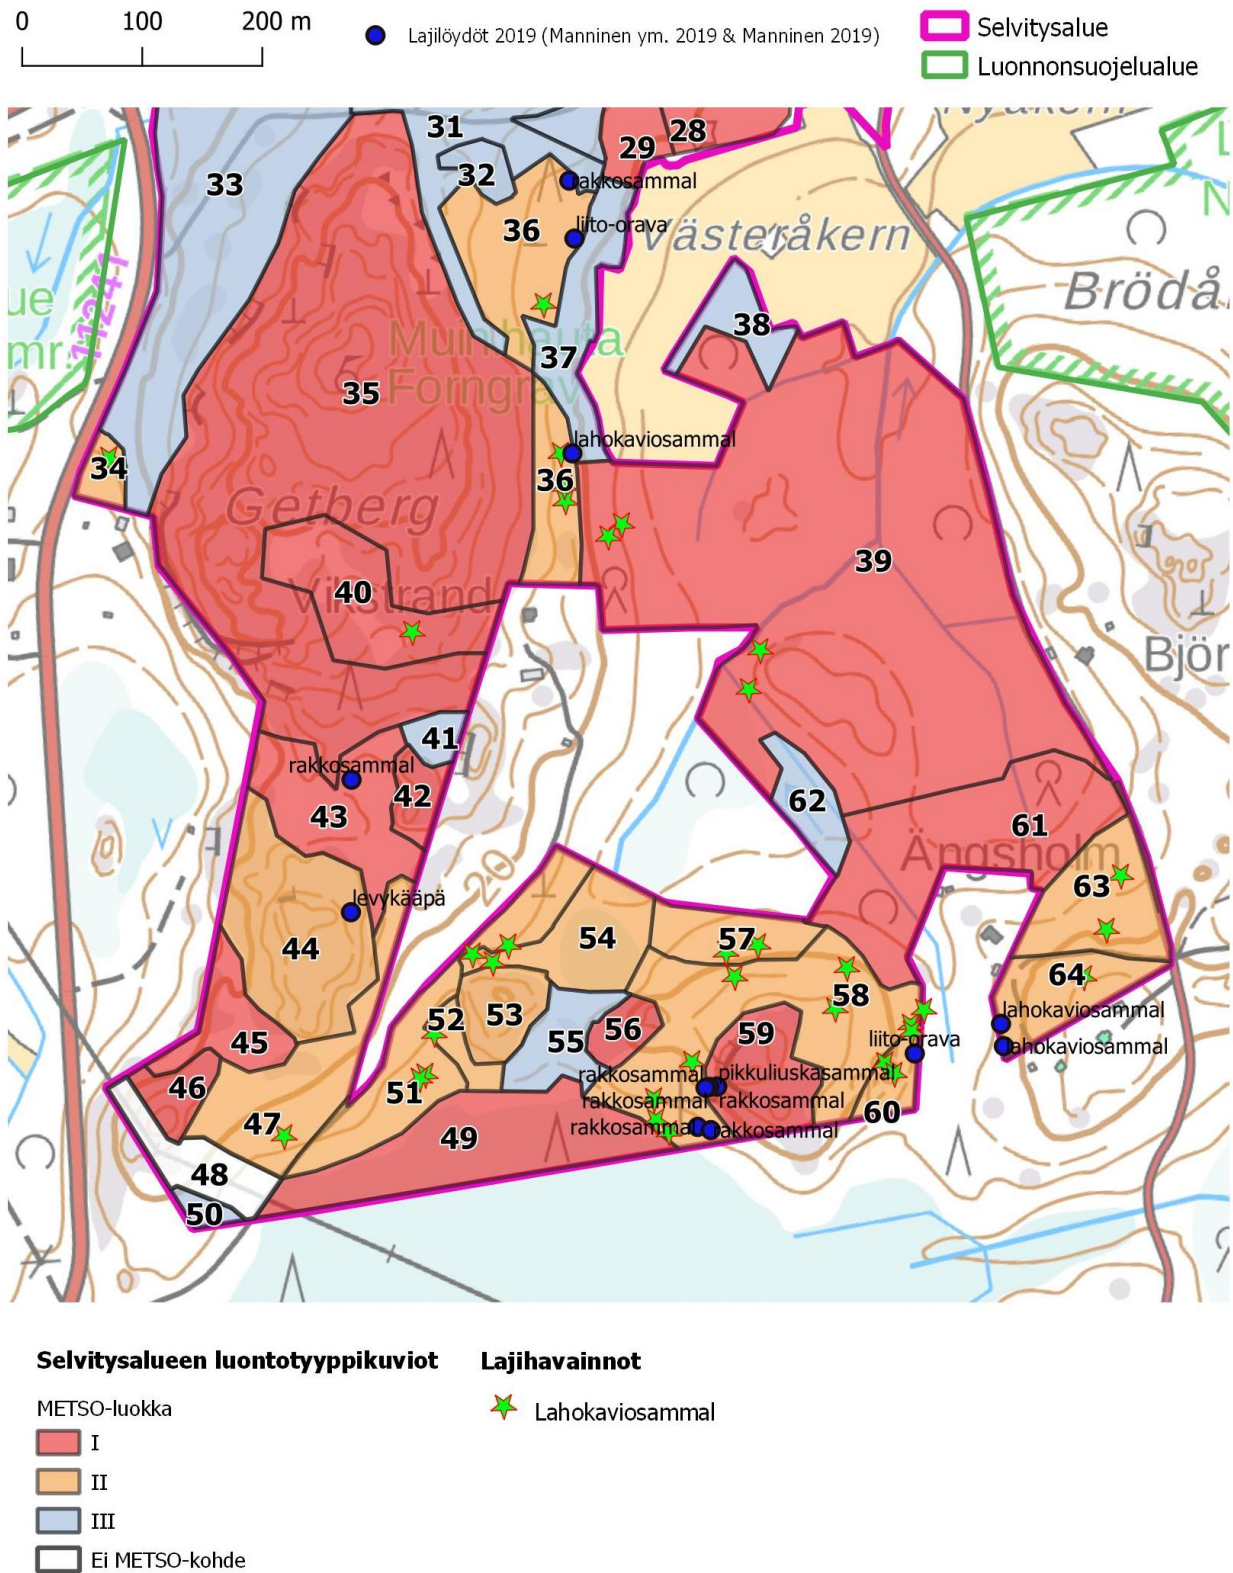 0 100 200 m
Lajilöydöt 2019 (Manninen ym. 2019 & Manninen 2019)
Selvitysalue
Luonnonsuojelualue
31
29
28
33
32
rakkosammal
36
liito-orava
Västeråkern
11241
ue
mr.
L
N
Brödå
38
Muinhauta
Forngrav
37
35
34
lahokaviosammal
36
Getberg
39
40
Vikstrand
Björ
41
rakkosammal
42
43
62
61
Ängsholm
20
63
levykääpä
44
54
57
64
58
lahokaviosammal
52
53
55
56
59
liito-orava
lahokaviosammal
45
46
51
rakkosammal
pikkuliuskasammal
rakkosammal
rakkosammal
60
47
49
rakkosammal
rakkosammal
48
50
Selvitysalueen luontotyyppikuviot
Lajihavainnot
METSO-luokka
Lahokaviosammal
I
II
III
Ei METSO-kohde